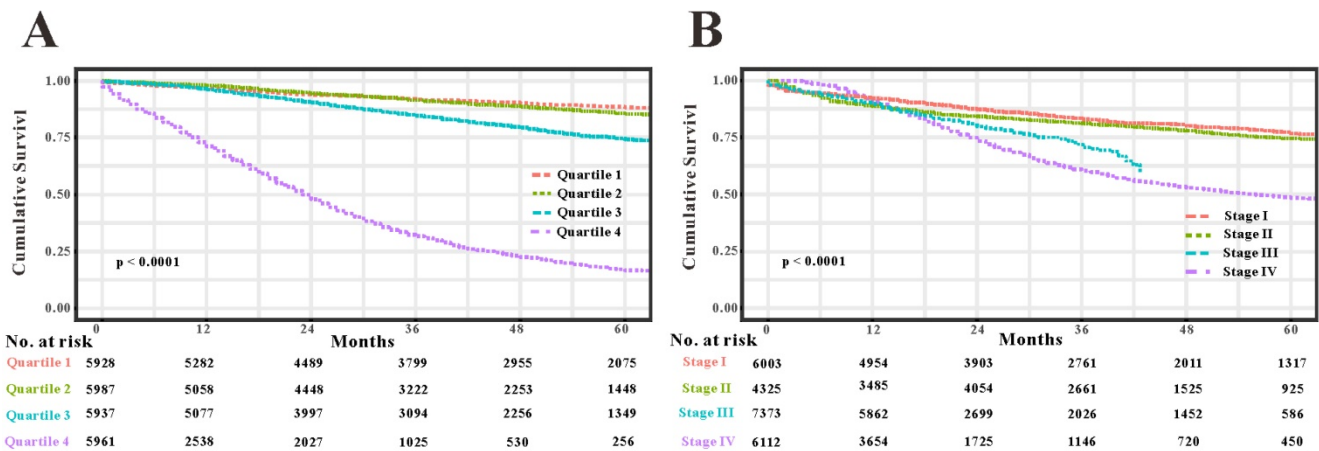 A
Cumulative Survivl
1.00
0.75
0.50
0.25
0.00
Quartile 1
Quartile 2
Quartile 3
Quartile 4
p < 0.0001
0 12 24 36 48 60
No. at risk Months
Quartile 1 5928 5282 4489 3799 2955 2075
Quartile 2 5987 5058 4448 3222 2253 1448
Quartile 3 5937 5077 3997 3094 2256 1349
Quartile 4 5961 2538 2027 1025 530 256
B
Cumulative Survivl
1.00
0.75
0.50
0.25
0.00
Stage I
Stage II
Stage III
Stage IV
p < 0.0001
0 12 24 36 48 60
No. at risk Months
Stage I 6003 4954 3903 2761 2011 1317
Stage II 4325 3485 4054 2661 1525 925
Stage III 7373 5862 2699 2026 1452 586
Stage IV 6112 3654 1725 1146 720 450